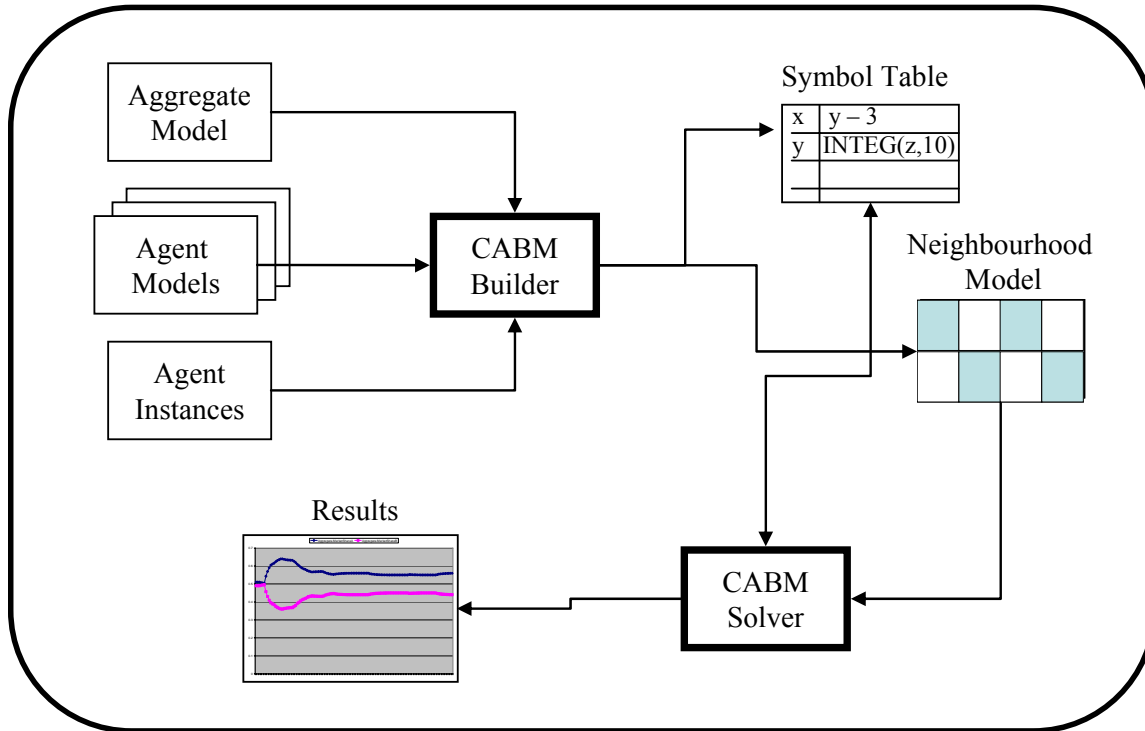 Aggregate
Model
Agent
Models
Agent
Instances
CABM
Builder
Symbol Table
x y – 3
y INTEG(z,10)
Neighbourhood
Model
Results
CABM
Solver